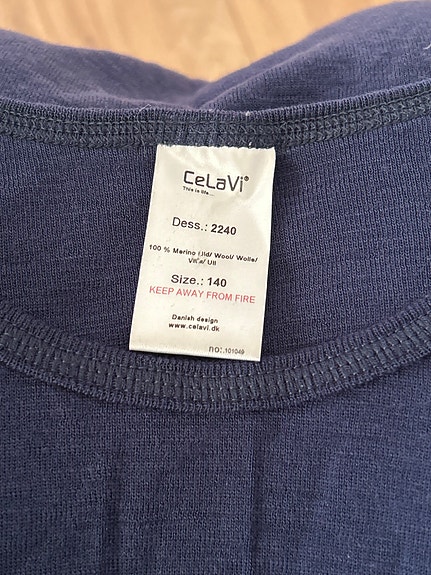 CeLaVi®
This is life...
Dess.: 2240
100 % Merino Uld/ Wool/ Wolle/
Villa/ Ull
Size.: 140
KEEP AWAY FROM FIRE
Danish design
www.celavi.dk
no:.101049